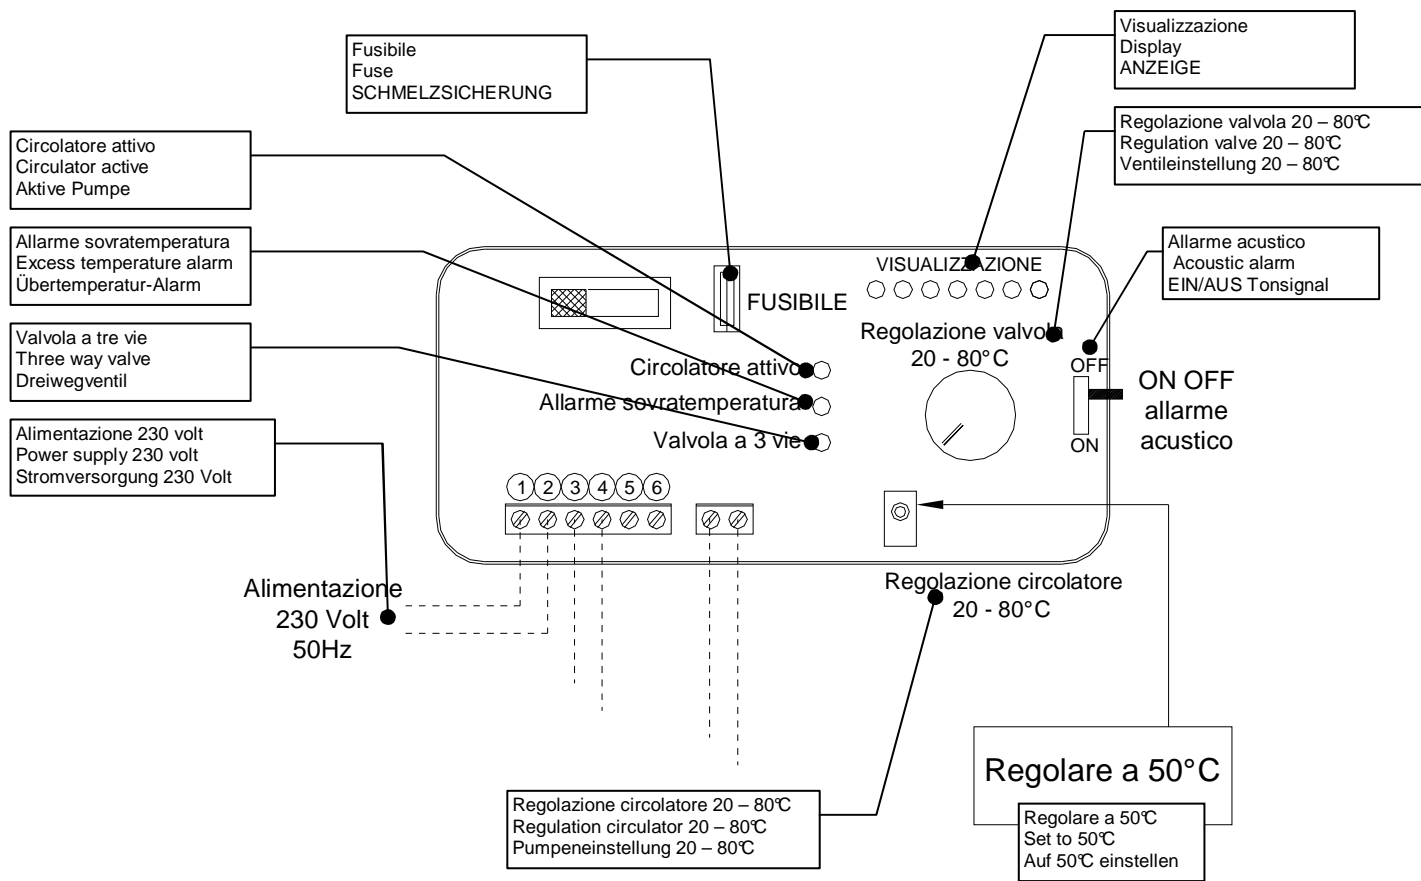 Fusibile
Fuse
SCHMELZSICHERUNG
Visualizzazione
Display
ANZEIGE
Circolatore attivo
Circulator active
Aktive Pumpe
Regolazione valvola 20 – 80°C
Regulation valve 20 – 80°C
Ventileinstellung 20 – 80°C
Allarme sovratemperatura
Excess temperature alarm
Übertemperatur-Alarm
Allarme acustico
Acoustic alarm
EIN/AUS Tonsignal
Valvola a tre vie
Three way valve
Dreiwegventil
Alimentazione 230 volt
Power supply 230 volt
Stromversorgung 230 Volt
VISUALIZZAZIONE
FUSIBILE
Regolazione valvola
20 - 80°C
Circolatore attivo
Allarme sovratemperatura
Valvola a 3 vie
OFF
ON
ON OFF
allarme
acustico
1 2 3 4 5 6
Alimentazione
230 Volt
50Hz
Regolazione circolatore
20 - 80°C
Regolare a 50°C
Regolazione circolatore 20 – 80°C
Regulation circulator 20 – 80°C
Pumpeneinstellung 20 – 80°C
Regolare a 50°C
Set to 50°C
Auf 50°C einstellen